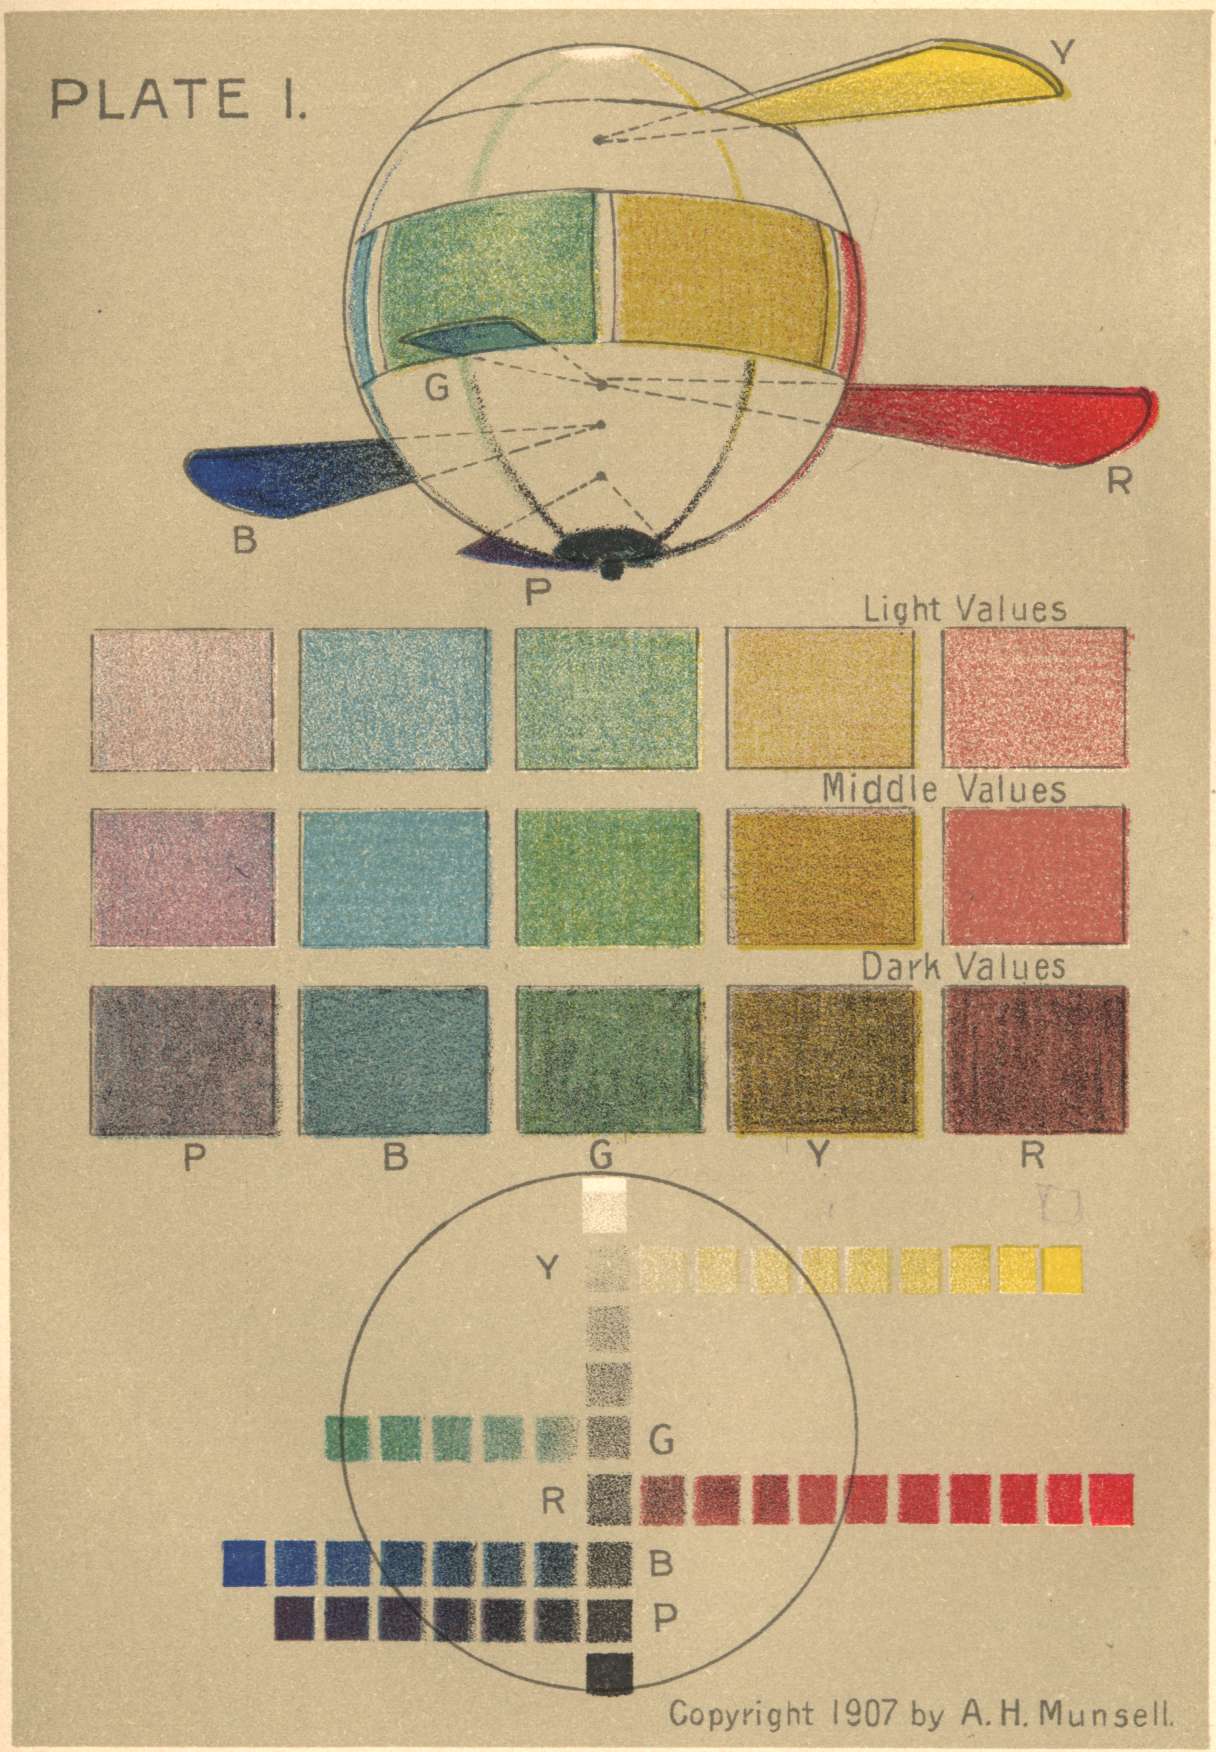 PLATE I.
Y
G
R
B
P
Light Values
Middle Values
Dark Values
P B G Y R
Y
G
R
B
P
Copyright 1907 by A. H. Munsell.